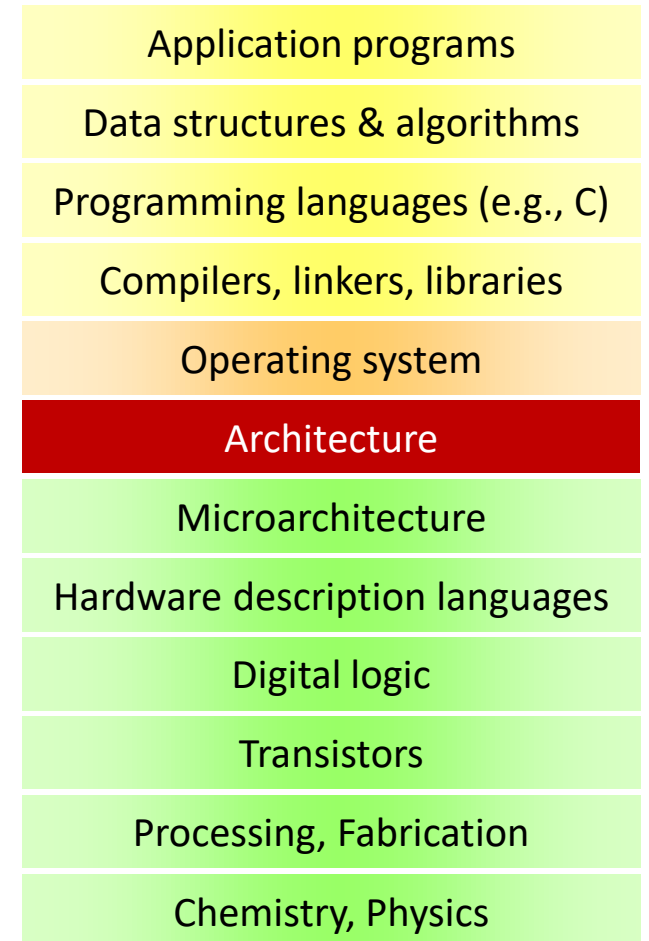 Application programs
Data structures & algorithms
Programming languages (e.g., C)
Compilers, linkers, libraries
Operating system
Architecture
Microarchitecture
Hardware description languages
Digital logic
Transistors
Processing, Fabrication
Chemistry, Physics